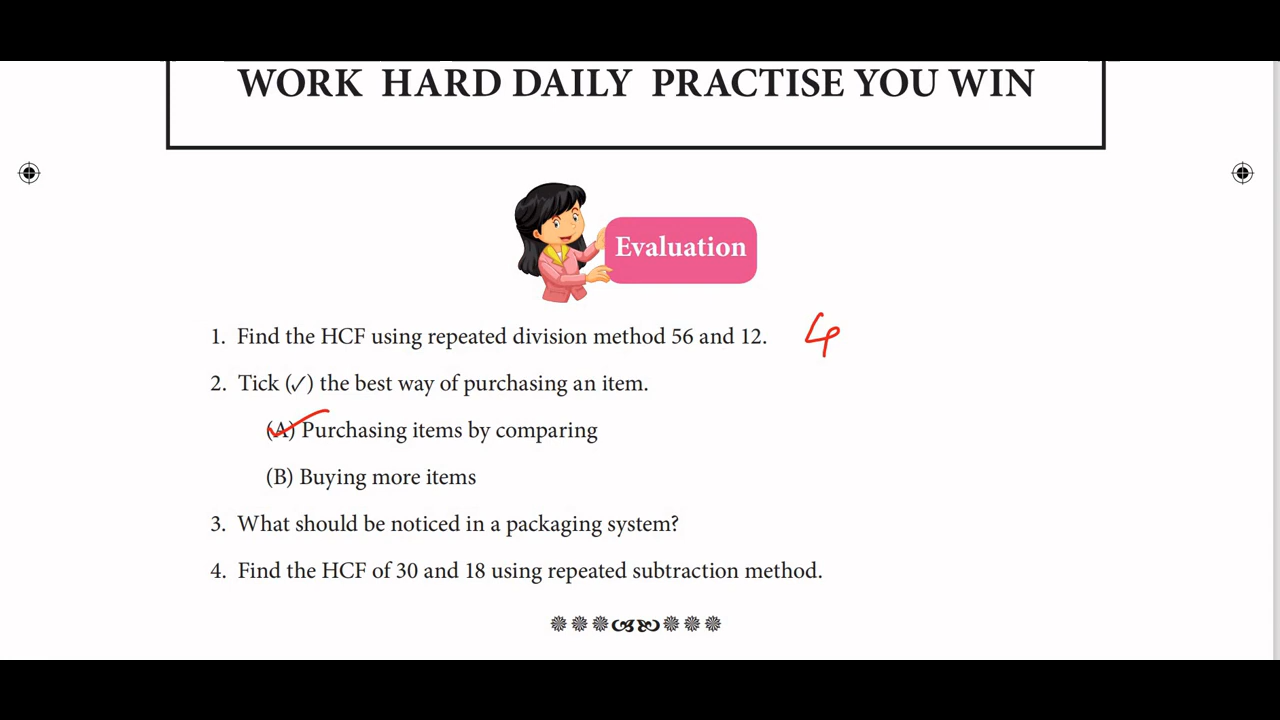 WORK HARD DAILY PRACTISE YOU WIN
Evaluation
1. Find the HCF using repeated division method 56 and 12. 4
2. Tick (✓) the best way of purchasing an item.
(A) Purchasing items by comparing
(B) Buying more items
3. What should be noticed in a packaging system?
4. Find the HCF of 30 and 18 using repeated subtraction method.